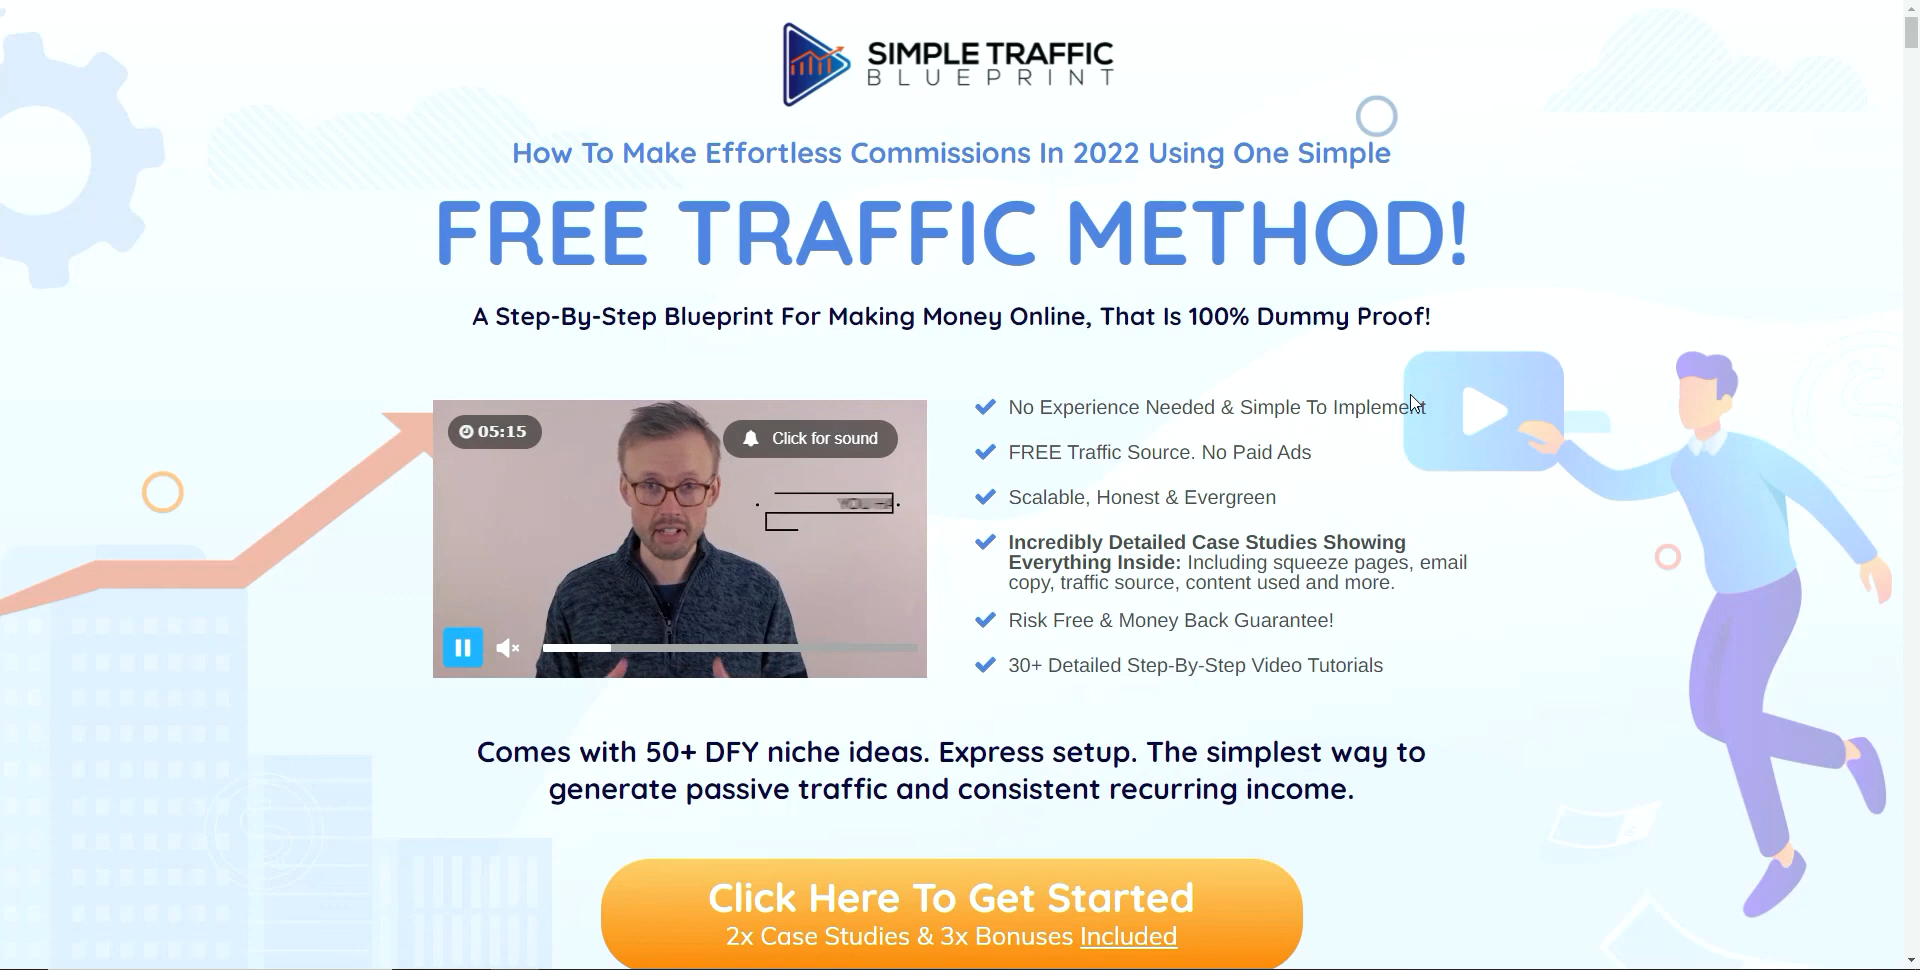 SIMPLE TRAFFIC
BLUEPRINT
How To Make Effortless Commissions In 2022 Using One Simple
FREE TRAFFIC METHOD!
A Step-By-Step Blueprint For Making Money Online, That Is 100% Dummy Proof!
05:15
Click for sound
No Experience Needed & Simple To Implement
FREE Traffic Source. No Paid Ads
Scalable, Honest & Evergreen
Incredibly Detailed Case Studies Showing
Everything Inside: Including squeeze pages, email
copy, traffic source, content used and more.
Risk Free & Money Back Guarantee!
30+ Detailed Step-By-Step Video Tutorials
Comes with 50+ DFY niche ideas. Express setup. The simplest way to
generate passive traffic and consistent recurring income.
Click Here To Get Started
2x Case Studies & 3x Bonuses Included